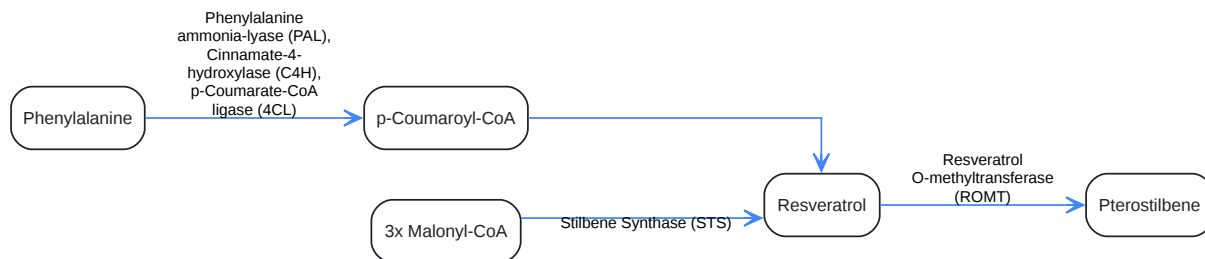 Phenylalanine
ammonia-lyase (PAL),
Cinnamate-4-
hydroxylase (C4H),
p-Coumarate-CoA
ligase (4CL)
Phenylalanine
p-Coumaroyl-CoA
Resveratrol
O-methyltransferase
(ROMT)
Resveratrol
Pterostilbene
Stilbene Synthase (STS)
3x Malonyl-CoA